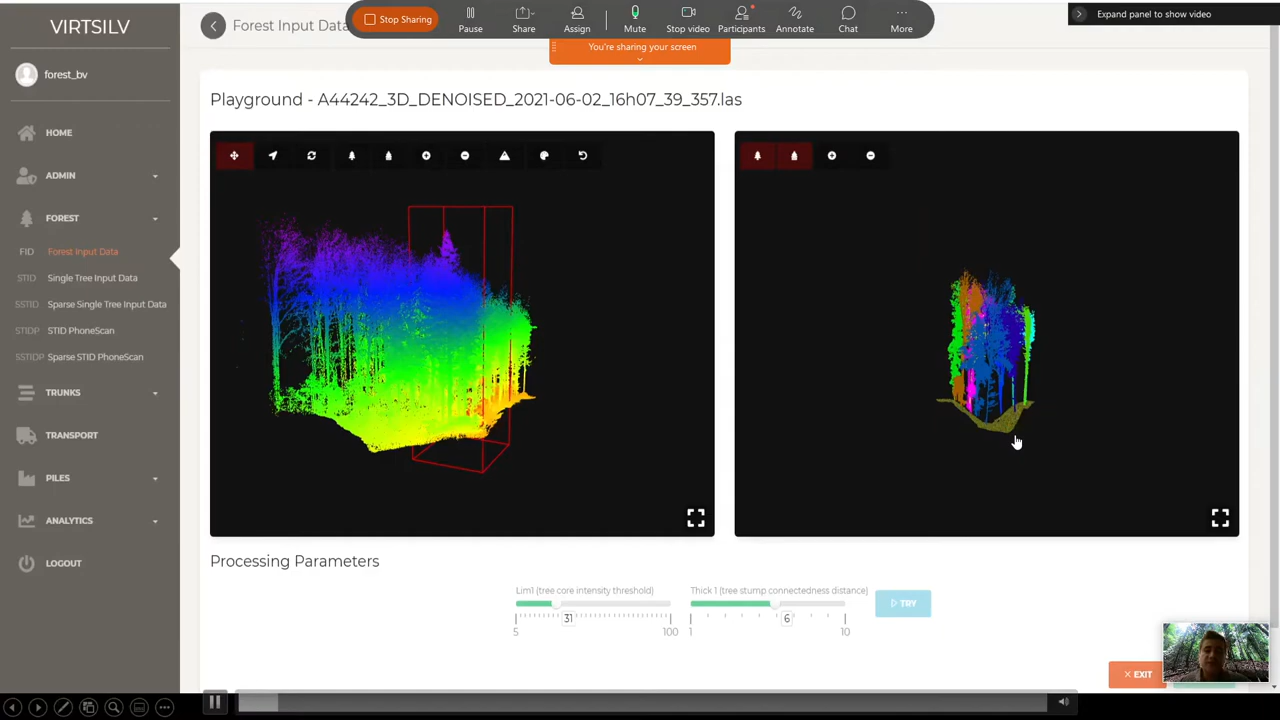 VIRTSILV
forest_bv
HOME
ADMIN
FOREST
FID Forest Input Data
STID Single Tree Input Data
SSTID Sparse Single Tree Input Data
STIDP STID PhoneScan
SSTIDP Sparse STID PhoneScan
TRUNKS
TRANSPORT
PILES
ANALYTICS
LOGOUT
Forest Input Data
Stop Sharing
Pause
Share
Assign
Mute
Stop video
Participants
Annotate
Chat
More
You're sharing your screen
Expand panel to show video
Playground - A44242_3D_DENOISED_2021-06-02_16h07_39_357.las
Processing Parameters
Lim1 (tree core intensity threshold)
31
5 100
Thick 1 (tree stump connectedness distance)
6
1 10
TRY
EXIT